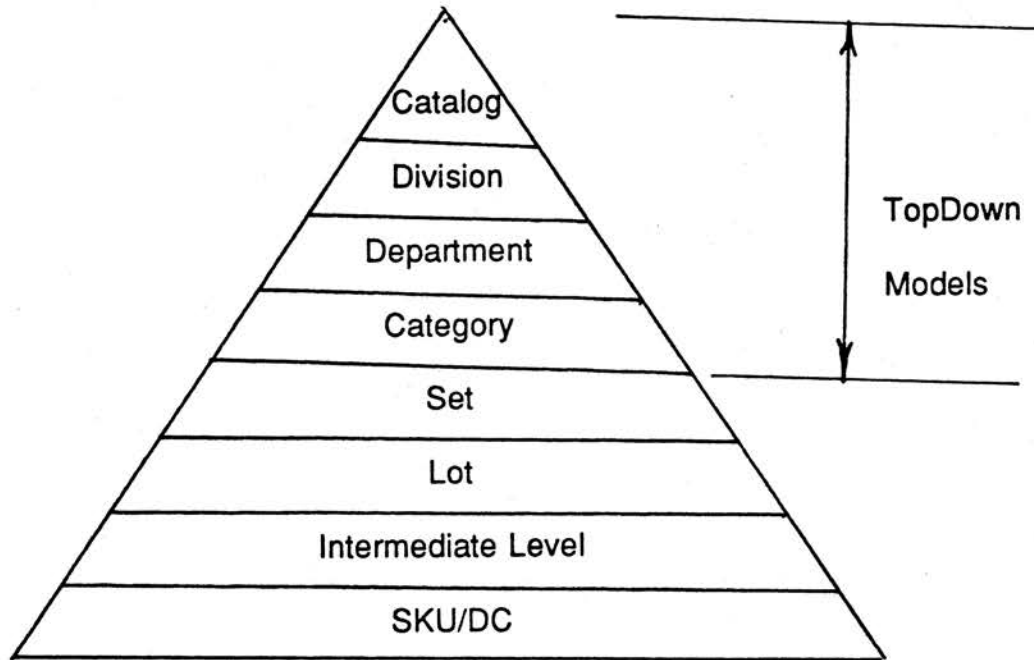 Catalog
Division
Department
Category
Set
Lot
Intermediate Level
SKU/DC
TopDown
Models